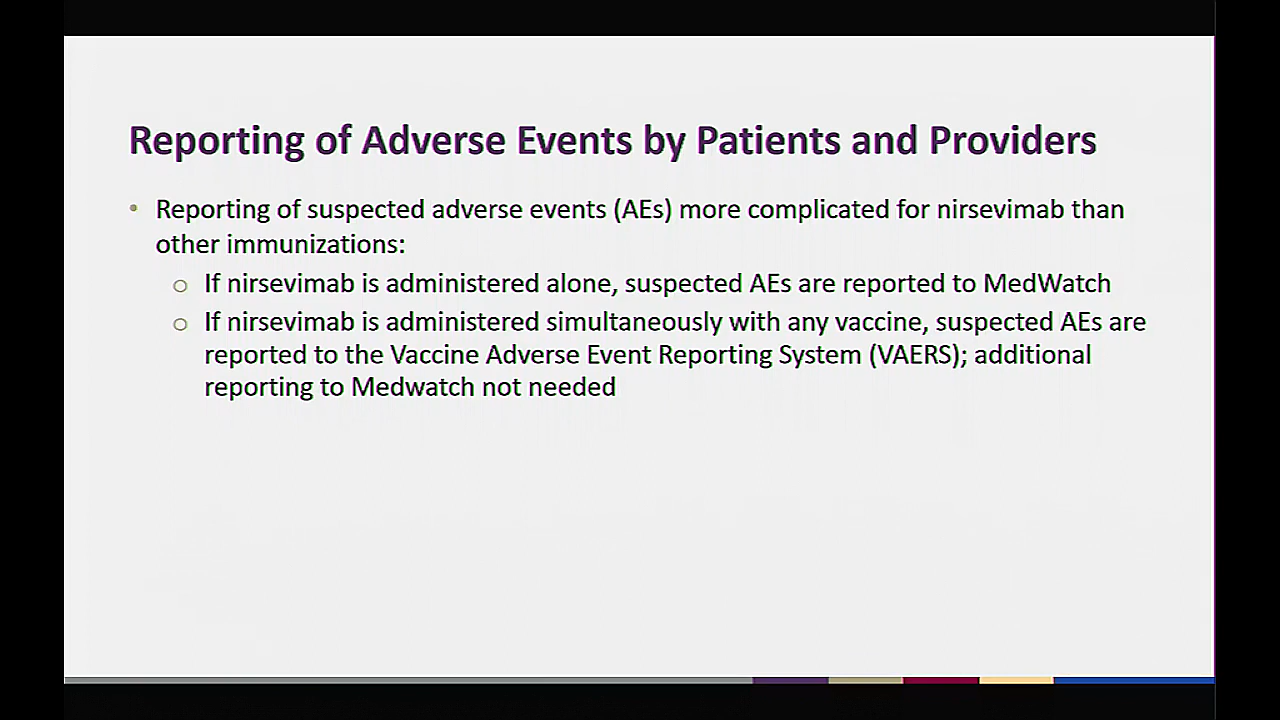 Reporting of Adverse Events by Patients and Providers
• Reporting of suspected adverse events (AEs) more complicated for nirsevimab than
other immunizations:
o If nirsevimab is administered alone, suspected AEs are reported to MedWatch
o If nirsevimab is administered simultaneously with any vaccine, suspected AEs are
reported to the Vaccine Adverse Event Reporting System (VAERS); additional
reporting to Medwatch not needed